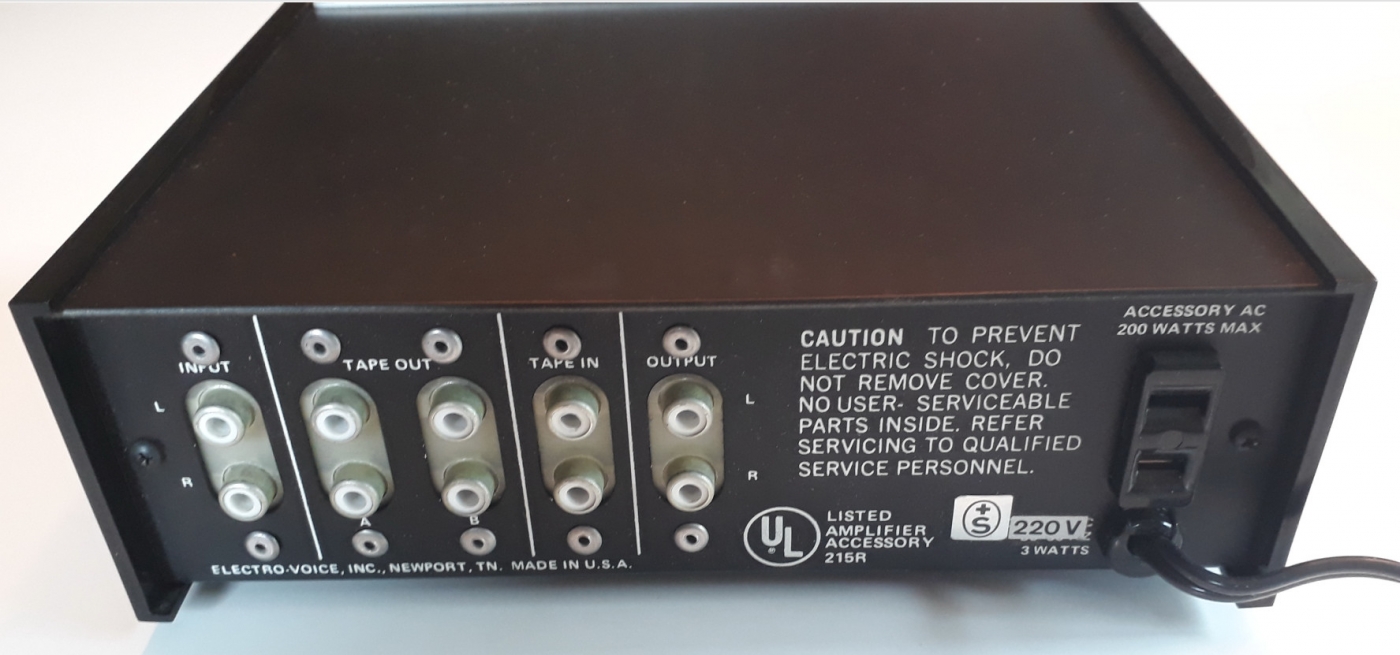 INPUT
TAPE OUT
TAPE IN
OUTPUT
L
R
A
B
L
R
ELECTRO-VOICE, INC., NEWPORT, TN. MADE IN U.S.A.
CAUTION TO PREVENT
ELECTRIC SHOCK, DO
NOT REMOVE COVER.
NO USER- SERVICEABLE
PARTS INSIDE. REFER
SERVICING TO QUALIFIED
SERVICE PERSONNEL.
UL
LISTED
AMPLIFIER
ACCESSORY
215R
+S
220 V
3 WATTS
ACCESSORY AC
200 WATTS MAX